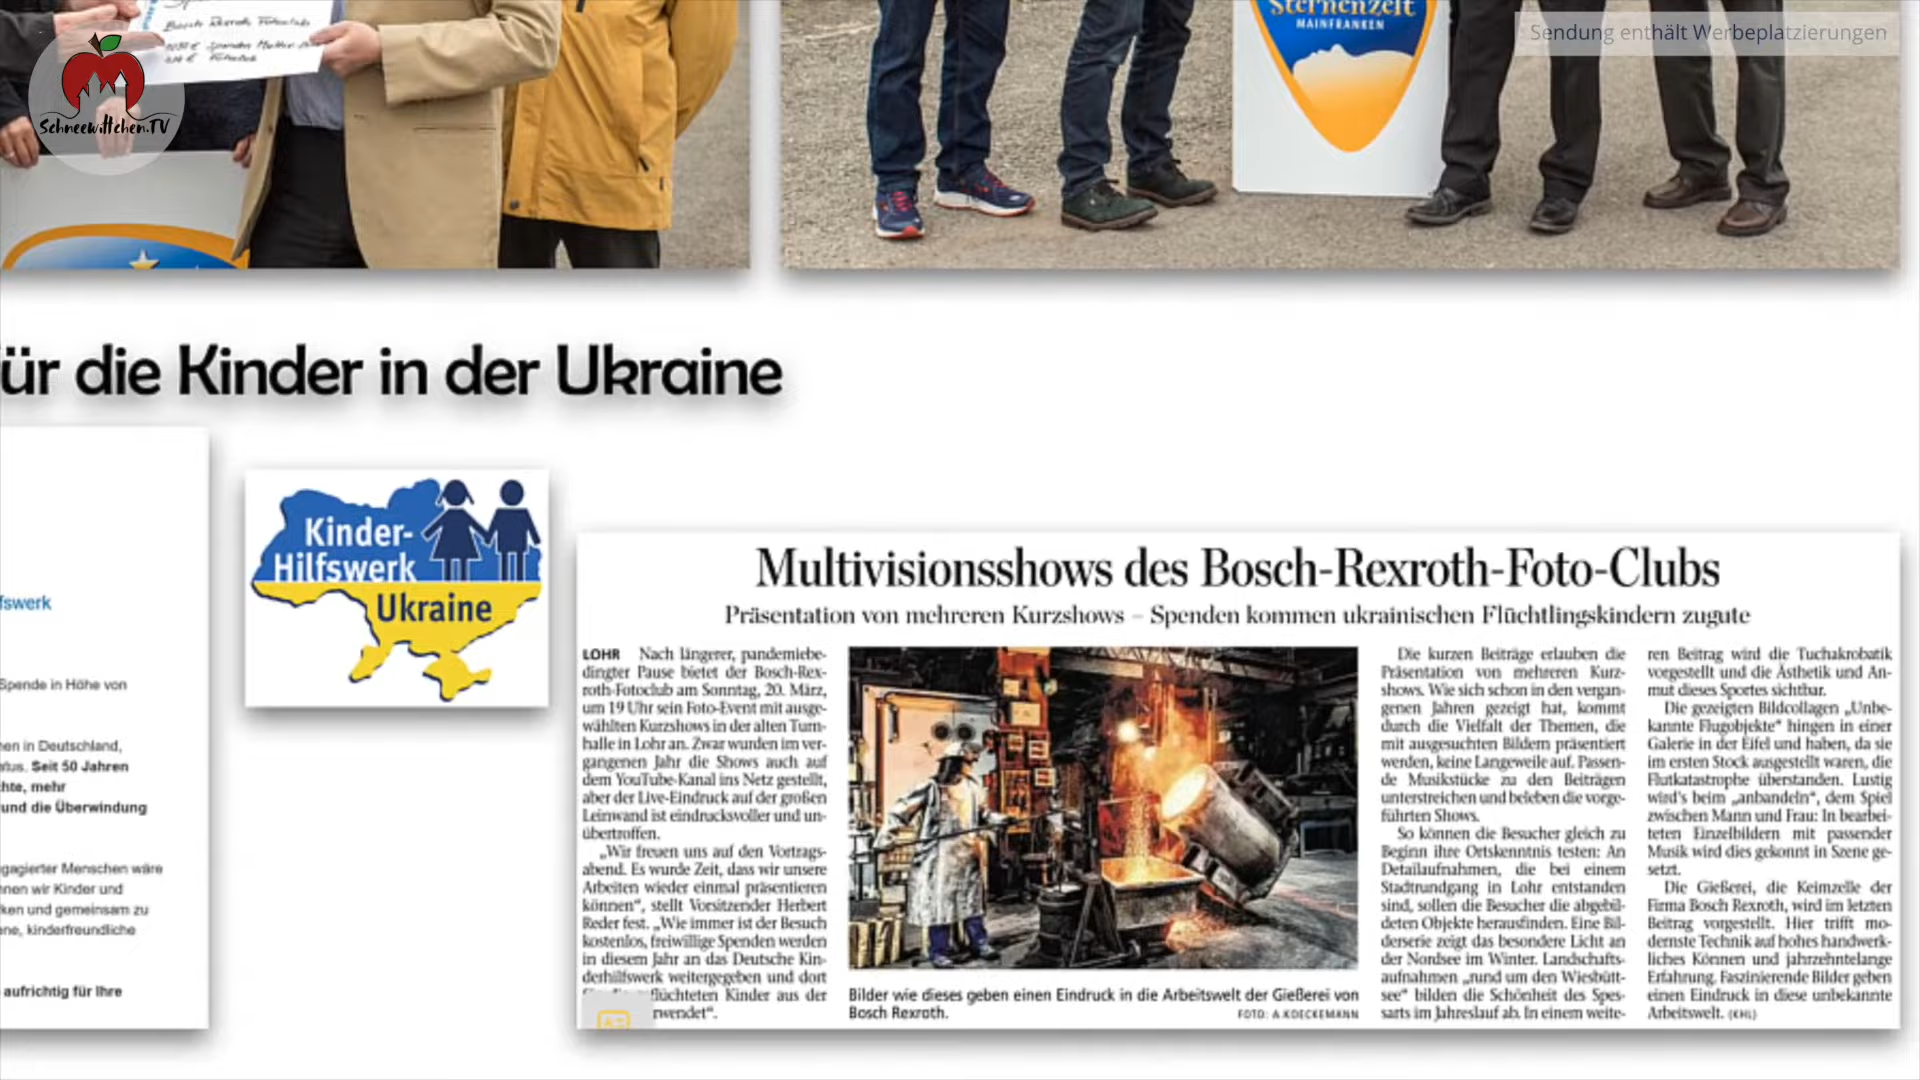 Bosch Rexroth Fotoclub
Schneewittchen.TV
Sternenzelt
MAINFRANKEN
Sendung enthält Werbeplatzierungen
ür die Kinder in der Ukraine
fswerk
Spende in Höhe von
en in Deutschland,
Seit 50 Jahren
hte, mehr
und die Überwindung
gagierter Menschen wäre
nen wir Kinder und
ken und gemeinsam zu
ne, kinderfreundliche
aufrichtig für Ihre
Kinder-
Hilfswerk
Ukraine
Multivisionsshows des Bosch-Rexroth-Foto-Clubs
Präsentation von mehreren Kurzshows – Spenden kommen ukrainischen Flüchtlingskindern zugute
LOHR Nach längerer, pandemiebe-
dingter Pause bietet der Bosch-Rex-
roth-Fotoclub am Sonntag, 20. März,
um 19 Uhr sein Foto-Event mit ausge-
wählten Kurzshows in der alten Turn-
halle in Lohr an. Zwar wurden im ver-
gangenen Jahr die Shows auch auf
dem YouTube-Kanal ins Netz gestellt,
aber der Live-Eindruck auf der großen
Leinwand ist eindrucksvoller und un-
übertroffen.
„Wir freuen uns auf den Vortrags-
abend. Es wurde Zeit, dass wir unsere
Arbeiten wieder einmal präsentieren
können“, stellt Vorsitzender Herbert
Reder fest. „Wie immer ist der Besuch
kostenlos, freiwillige Spenden werden
in diesem Jahr an das Deutsche Kin-
derhilfswerk weitergegeben und dort
flüchteten Kinder aus der
rwendet“.
Bilder wie dieses geben einen Eindruck in die Arbeitswelt der Gießerei von
Bosch Rexroth.
FOTO: A.KOECKEMANN
Die kurzen Beiträge erlauben die
Präsentation von mehreren Kurz-
shows. Wie sich schon in den vergan-
genen Jahren gezeigt hat, kommt
durch die Vielfalt der Themen, die
mit ausgesuchten Bildern präsentiert
werden, keine Langeweile auf. Passen-
de Musikstücke zu den Beiträgen
unterstreichen und beleben die vorge-
führten Shows.
So können die Besucher gleich zu
Beginn ihre Ortskenntnis testen: An
Detailaufnahmen, die bei einem
Stadtrundgang in Lohr entstanden
sind, sollen die Besucher die abgebil-
deten Objekte herausfinden. Eine Bil-
derserie zeigt das besondere Licht an
der Nordsee im Winter. Landschafts-
aufnahmen „rund um den Wiesbütt-
see“ bilden die Schönheit des Spes-
sarts im Jahreslauf ab. In einem weite-
ren Beitrag wird die Tuchakrobatik
vorgestellt und die Ästhetik und An-
mut dieses Sportes sichtbar.
Die gezeigten Bildcollagen „Unbe-
kannte Flugobjekte“ hingen in einer
Galerie in der Eifel und haben, da sie
im ersten Stock ausgestellt waren, die
Flutkatastrophe überstanden. Lustig
wird's beim „anbandeln“, dem Spiel
zwischen Mann und Frau: In bearbei-
teten Einzelbildern mit passender
Musik wird dies gekonnt in Szene ge-
setzt.
Die Gießerei, die Keimzelle der
Firma Bosch Rexroth, wird im letzten
Beitrag vorgestellt. Hier trifft mo-
dernste Technik auf hohes handwerk-
liches Können und jahrzehntelange
Erfahrung. Faszinierende Bilder geben
einen Eindruck in diese unbekannte
Arbeitswelt. (KHL)